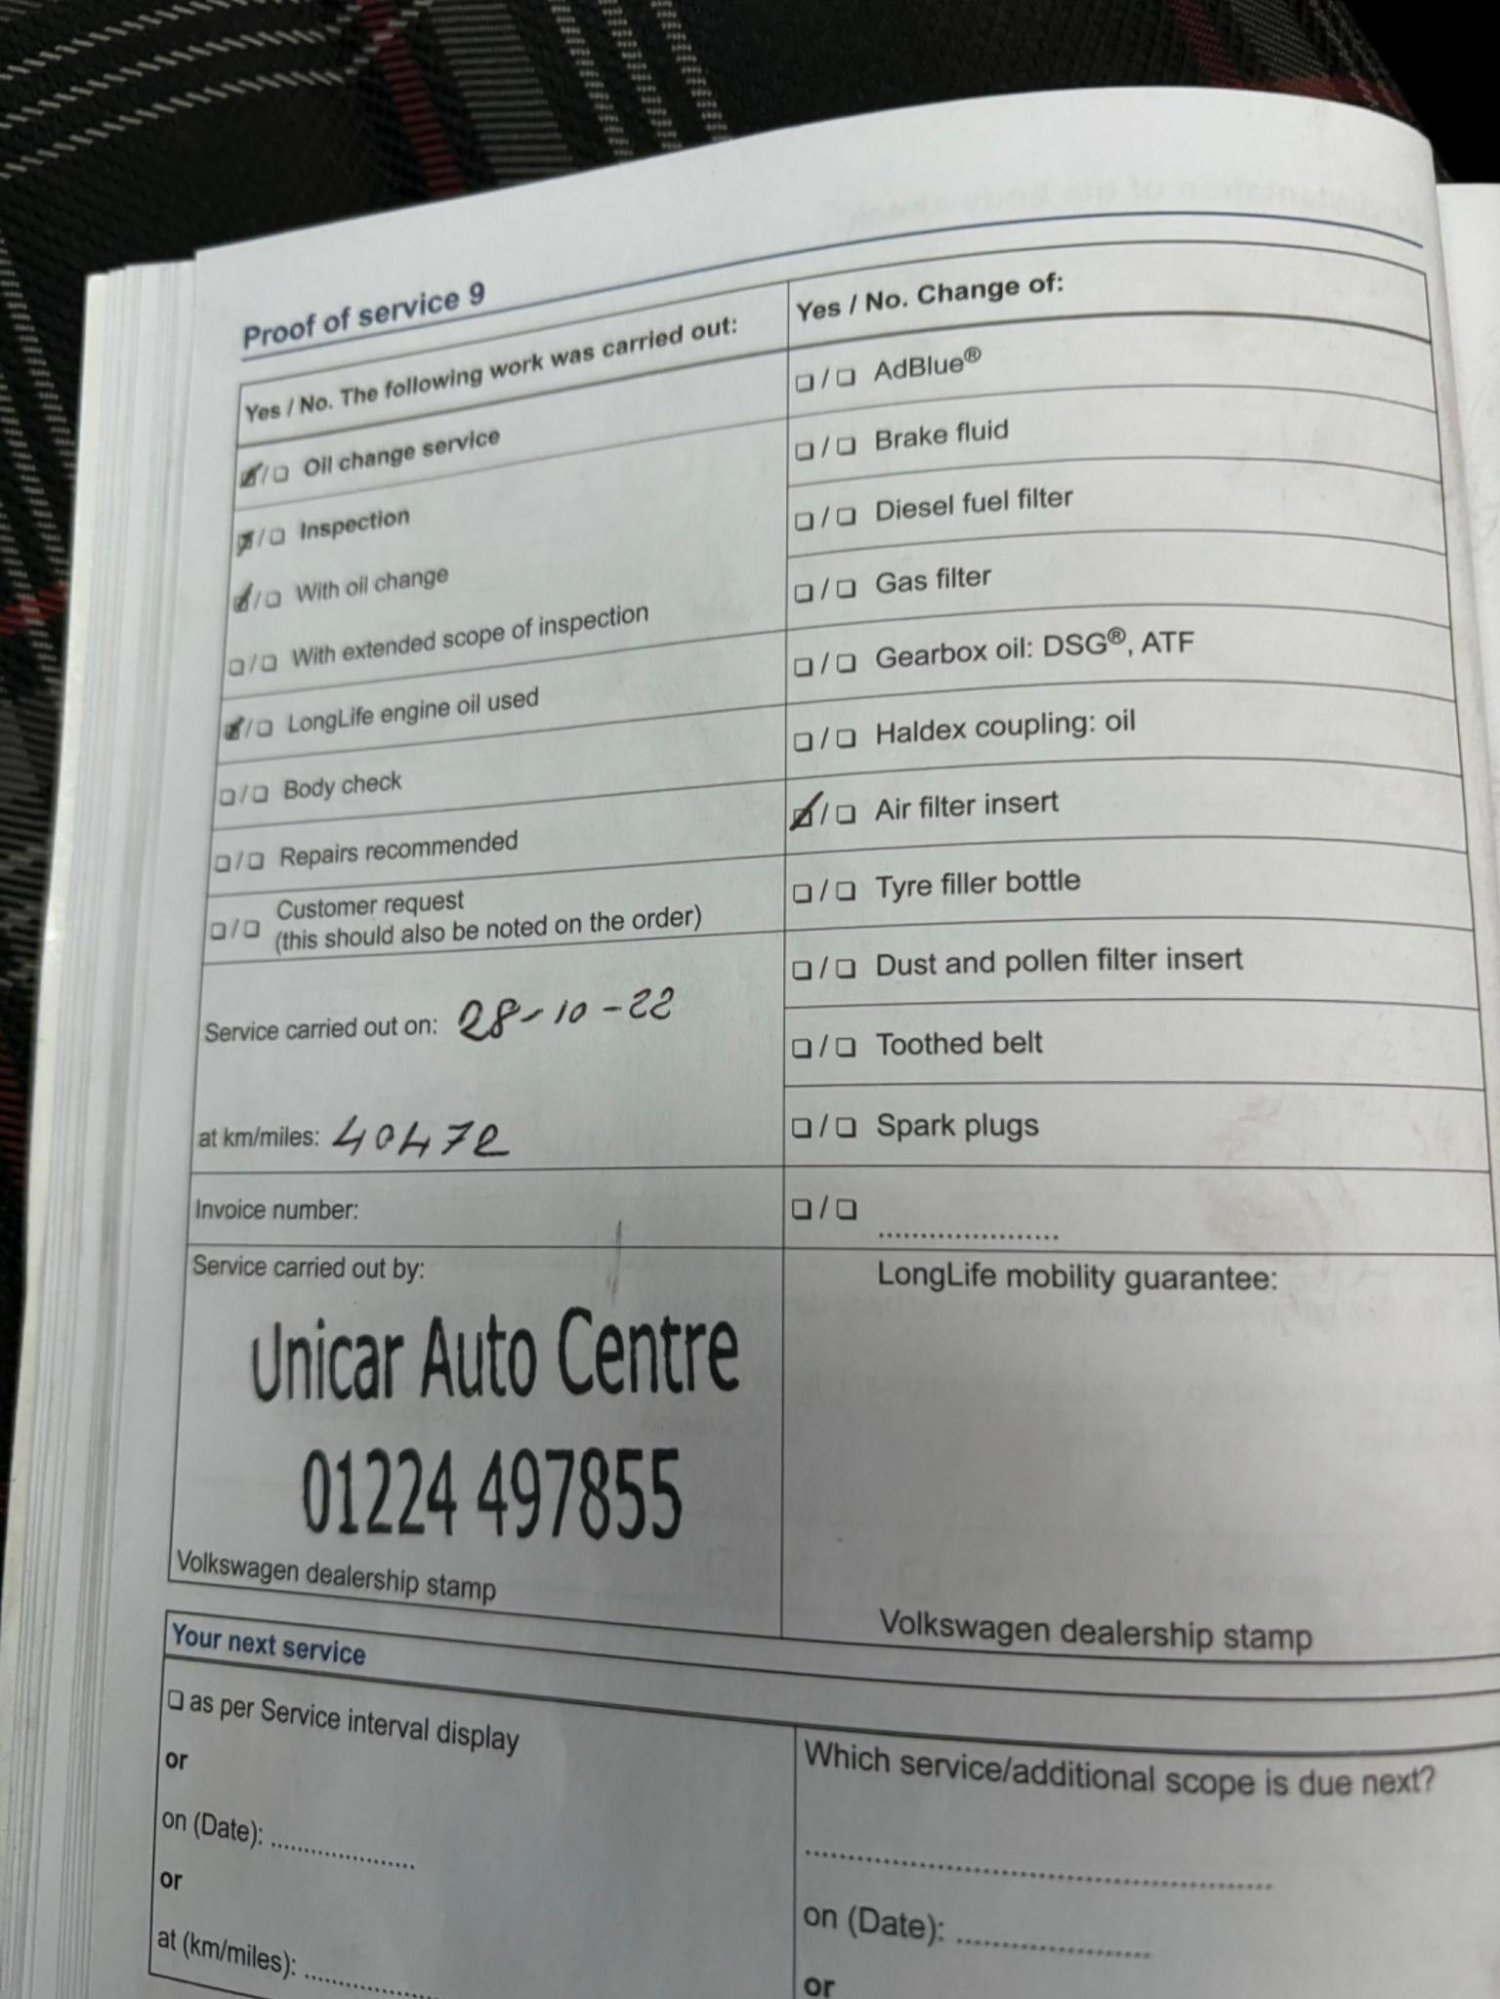 Proof of service 9
Yes / No. The following work was carried out:
☑/☐ Oil change service
☑/☐ Inspection
☑/☐ With oil change
☐/☐ With extended scope of inspection
☑/☐ LongLife engine oil used
☐/☐ Body check
☐/☐ Repairs recommended
☐/☐ Customer request
(this should also be noted on the order)
Service carried out on: 28-10-22
at km/miles: 40472
Invoice number:
Service carried out by:
Unicar Auto Centre
01224 497855
Volkswagen dealership stamp
Yes / No. Change of:
☐/☐ AdBlue®
☐/☐ Brake fluid
☐/☐ Diesel fuel filter
☐/☐ Gas filter
☐/☐ Gearbox oil: DSG®, ATF
☐/☐ Haldex coupling: oil
☑/☐ Air filter insert
☐/☐ Tyre filler bottle
☐/☐ Dust and pollen filter insert
☐/☐ Toothed belt
☐/☐ Spark plugs
☐/☐ ......................
LongLife mobility guarantee:
Volkswagen dealership stamp
Your next service
☐ as per Service interval display
or
on (Date): ....................
or
at (km/miles): ....................
Which service/additional scope is due next?
............................................................
on (Date): .........................
or